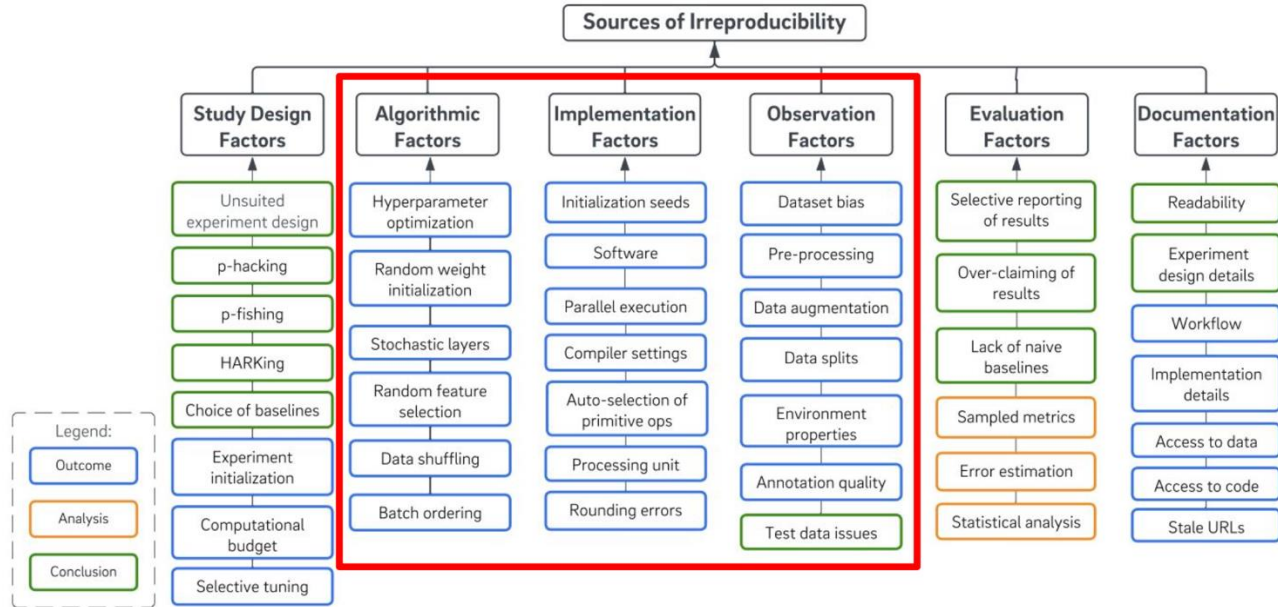 Sources of Irreproducibility
Study Design
Factors
Unsuited
experiment design
p-hacking
p-fishing
HARKing
Choice of baselines
Experiment
initialization
Computational
budget
Selective tuning
Algorithmic
Factors
Hyperparameter
optimization
Random weight
initialization
Stochastic layers
Random feature
selection
Data shuffling
Batch ordering
Implementation
Factors
Initialization seeds
Software
Parallel execution
Compiler settings
Auto-selection of
primitive ops
Processing unit
Rounding errors
Observation
Factors
Dataset bias
Pre-processing
Data augmentation
Data splits
Environment
properties
Annotation quality
Test data issues
Evaluation
Factors
Selective reporting
of results
Over-claiming of
results
Lack of naive
baselines
Sampled metrics
Error estimation
Statistical analysis
Documentation
Factors
Readability
Experiment
design details
Workflow
Implementation
details
Access to data
Access to code
Stale URLs
Legend:
Outcome
Analysis
Conclusion